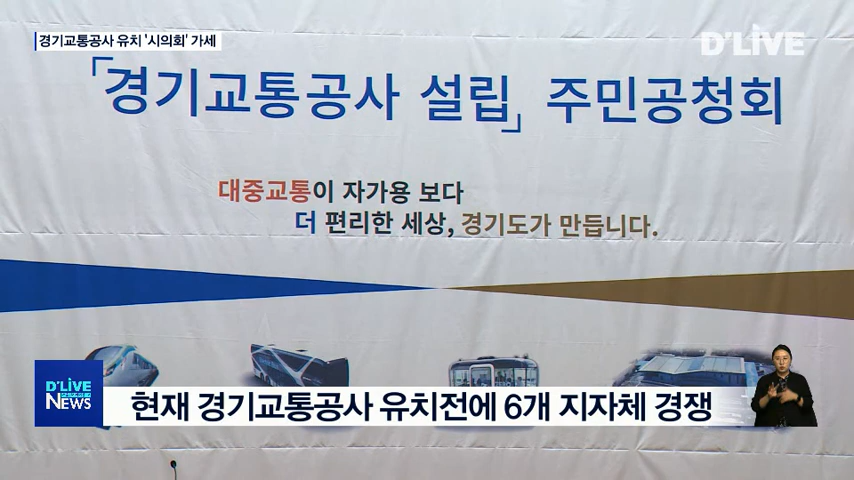 경기교통공사 유치 '시의회' 가세
D'LIVE
「경기교통공사 설립」 주민공청회
대중교통이 자가용 보다
더 편리한 세상, 경기도가 만듭니다.
D'LIVE
NEWS
현재 경기교통공사 유치전에 6개 지자체 경쟁